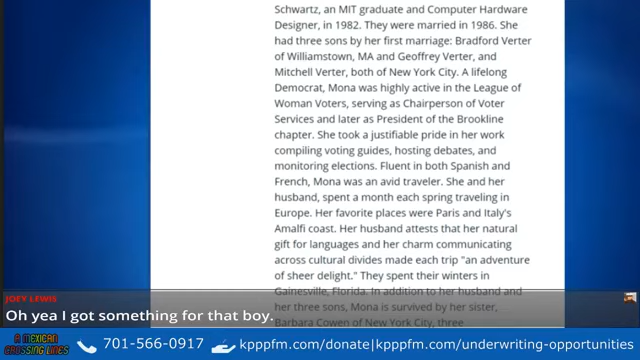 Schwartz, an MIT graduate and Computer Hardware
Designer, in 1982. They were married in 1986. She
had three sons by her first marriage: Bradford Verter
of Williamstown, MA and Geoffrey Verter, and
Mitchell Verter, both of New York City. A lifelong
Democrat, Mona was highly active in the League of
Woman Voters, serving as Chairperson of Voter
Services and later as President of the Brookline
chapter. She took a justifiable pride in her work
compiling voting guides, hosting debates, and
monitoring elections. Fluent in both Spanish and
French, Mona was an avid traveler. She and her
husband, spent a month each spring traveling in
Europe. Her favorite places were Paris and Italy's
Amalfi coast. Her husband attests that her natural
gift for languages and her charm communicating
across cultural divides made each trip "an adventure
of sheer delight." They spent their winters in
Gainesville, Florida. In addition to her husband and
her three sons, Mona is survived by her sister,
Barbara Cowen of New York City, three
JOEY LEWIS
Oh yea I got something for that boy.
A MEXICAN
CROSSING LINES
701-566-0917
kpppfm.com/donate|kpppfm.com/underwriting-opportunities